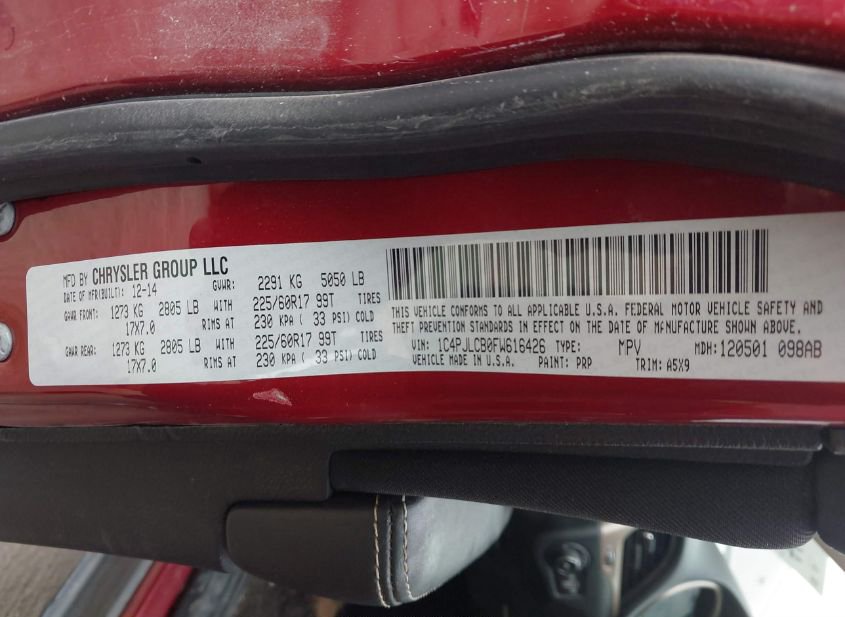 MFD BY CHRYSLER GROUP LLC
DATE OF MFR(BUILT): 12-14 GVWR: 2291 KG 5050 LB
GAWR FRONT: 1273 KG 2805 LB WITH 225/60R17 99T TIRES
17X7.0 RIMS AT 230 KPA ( 33 PSI) COLD
GAWR REAR: 1273 KG 2805 LB WITH 225/60R17 99T TIRES
17X7.0 RIMS AT 230 KPA ( 33 PSI) COLD
THIS VEHICLE CONFORMS TO ALL APPLICABLE U.S.A. FEDERAL MOTOR VEHICLE SAFETY AND
THEFT PREVENTION STANDARDS IN EFFECT ON THE DATE OF MFNUFACTURE SHOWN ABOVE.
VIN: 1C4PJLCB0FW616426 TYPE: MPV MDH: 120501 098AB
VEHICLE MADE IN U.S.A. PAINT: PRP TRIM: A5X9